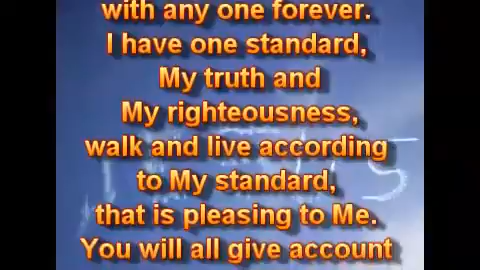 with any one forever.
I have one standard,
My truth and
My righteousness,
walk and live according
to My standard,
that is pleasing to Me.
You will all give account